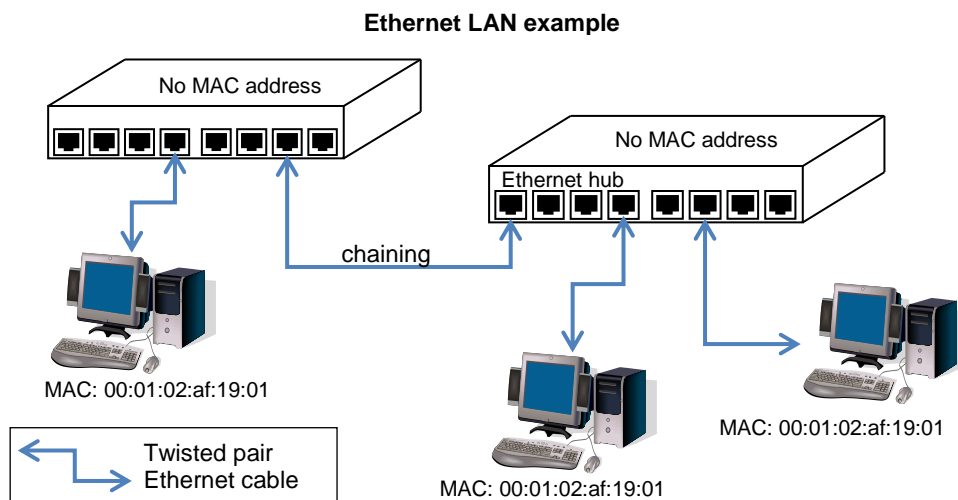 Ethernet LAN example
No MAC address
No MAC address
Ethernet hub
chaining
MAC: 00:01:02:af:19:01
MAC: 00:01:02:af:19:01
MAC: 00:01:02:af:19:01
Twisted pair
Ethernet cable